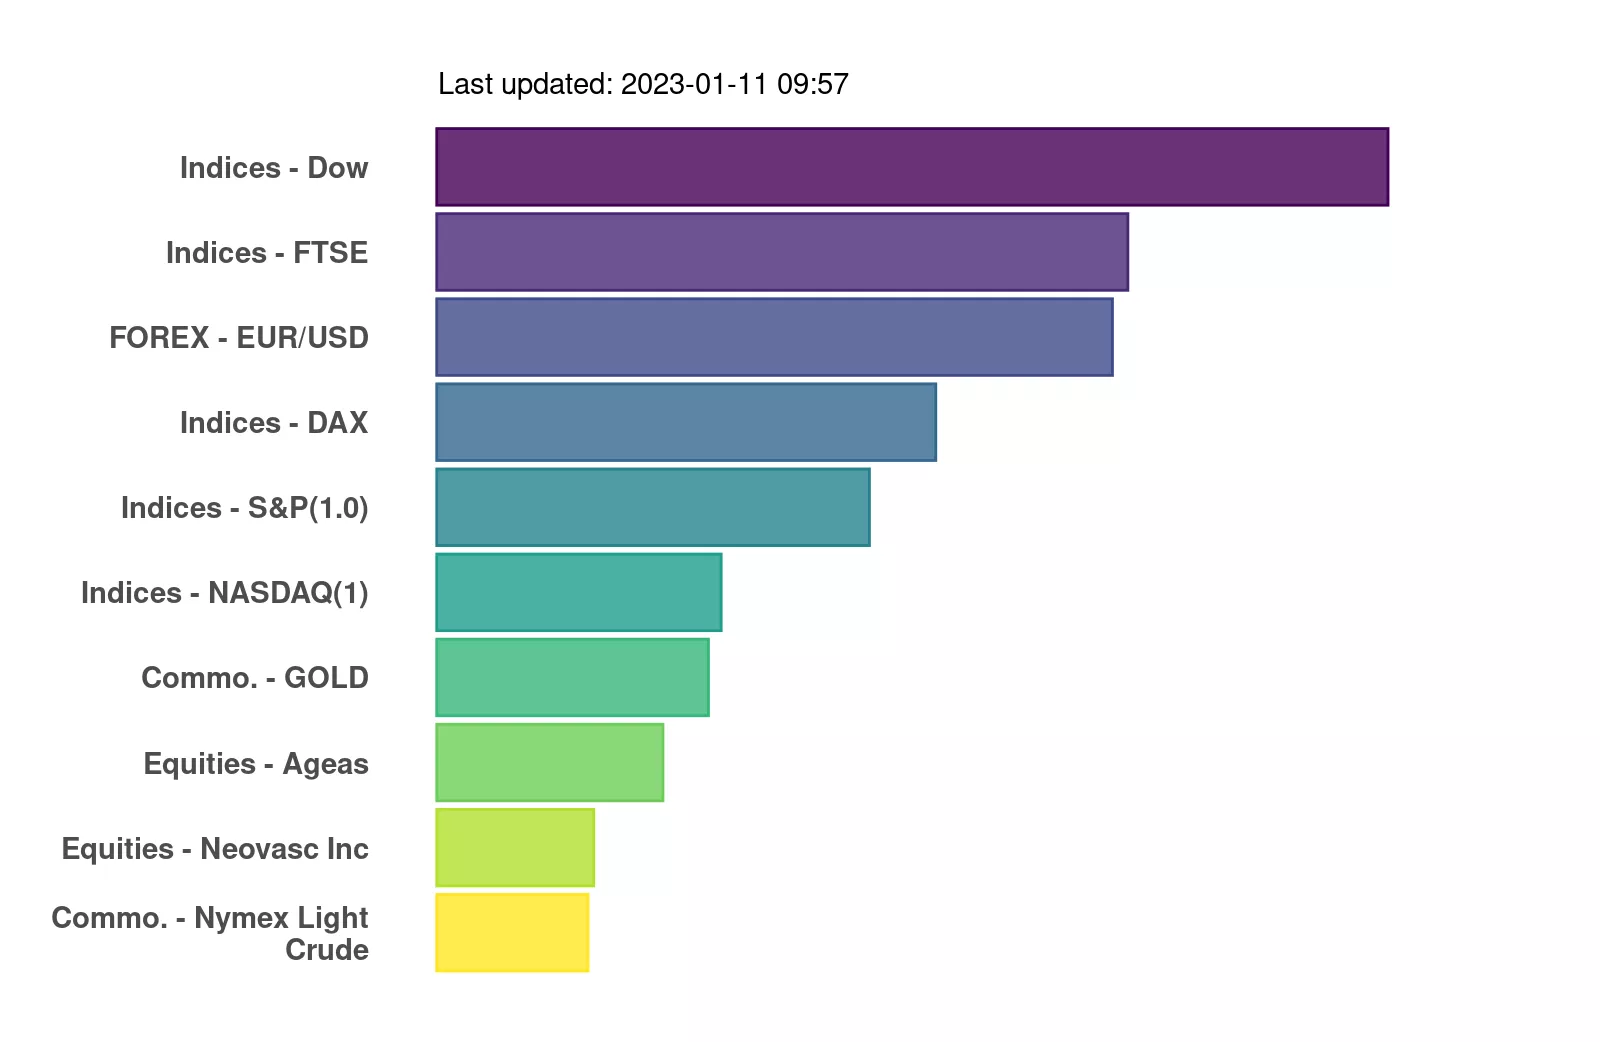 Last updated: 2023-01-11 09:57
Indices - Dow
Indices - FTSE
FOREX - EUR/USD
Indices - DAX
Indices - S&P(1.0)
Indices - NASDAQ(1)
Commo. - GOLD
Equities - Ageas
Equities - Neovasc Inc
Commo. - Nymex Light
Crude